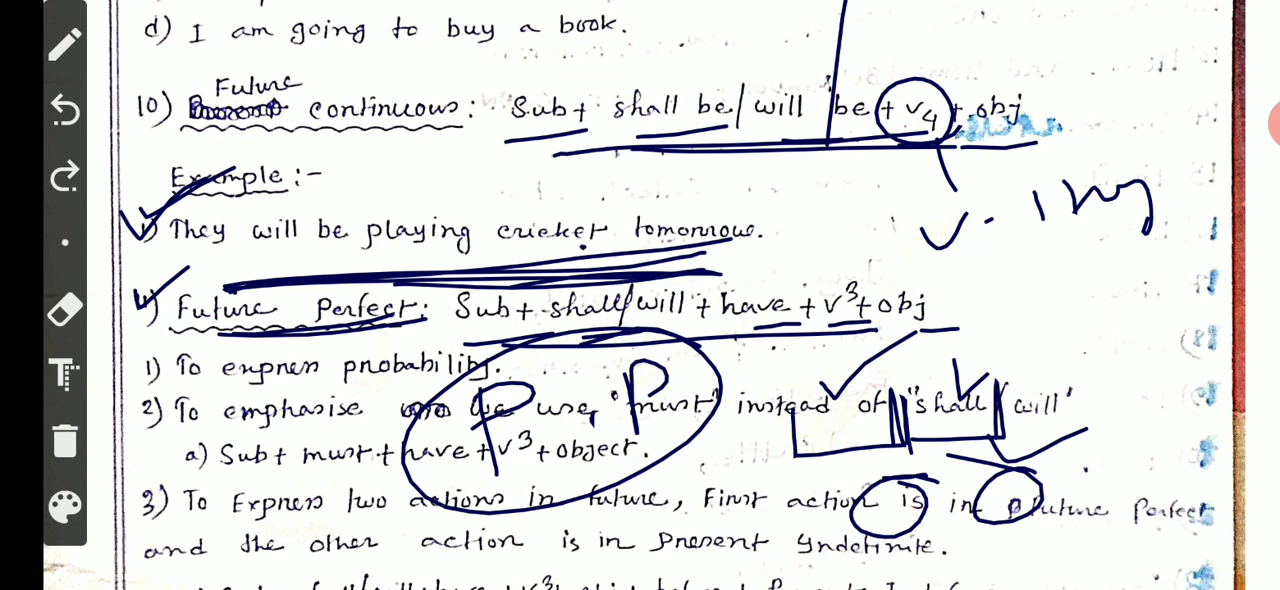 d) I am going to buy a book.
Future
10) continuous: Sub+ shall be/will be + v4 + obj
Example :-
V-ing
1) They will be playing cricket tomorrow.
Future Perfect: Sub+ shall/will + have + v3 + obj
1) To express probability.
2) To emphasise we use, "must" instead of "shall will"
P P
a) Sub+ must + have + v3 + object.
3) To Express two actions in future, First action is in future perfect
and the other action is in present Indefinite.